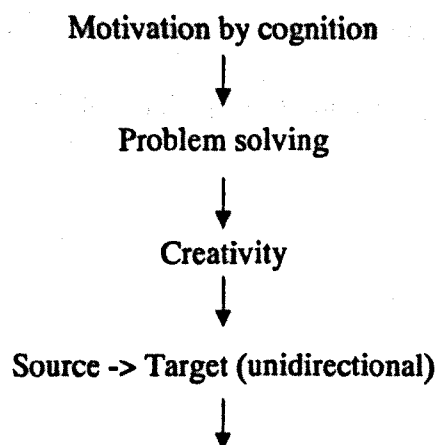 Motivation by cognition
Problem solving
Creativity
Source -> Target (unidirectional)